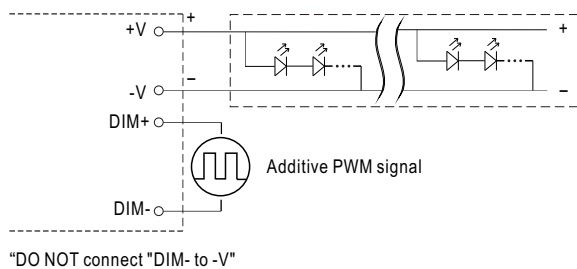 +V
+
+
-V
−
−
DIM+
Additive PWM signal
DIM-
“DO NOT connect "DIM- to -V"